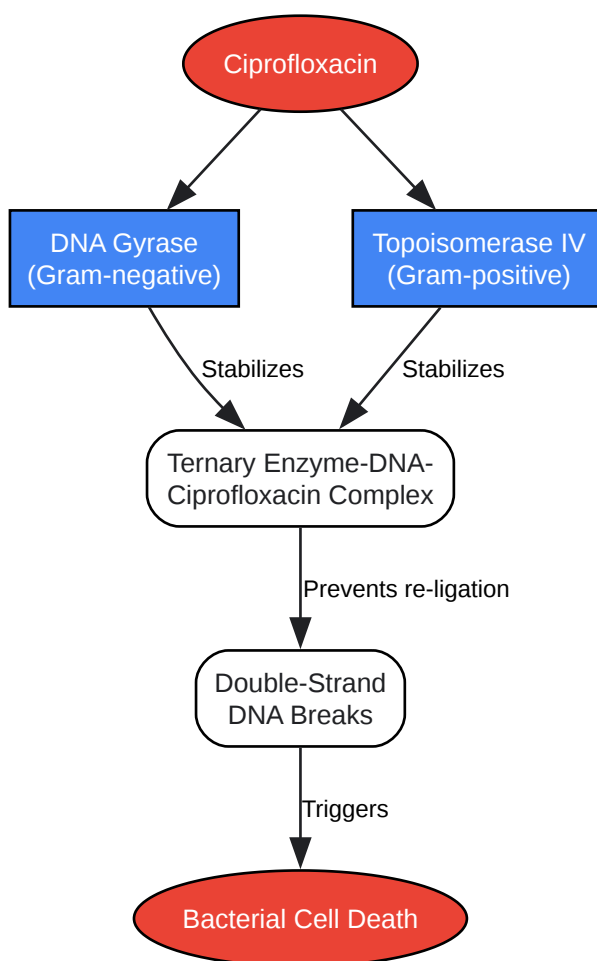 Ciprofloxacin
DNA Gyrase
(Gram-negative)
Topoisomerase IV
(Gram-positive)
Stabilizes
Stabilizes
Ternary Enzyme-DNA-
Ciprofloxacin Complex
Prevents re-ligation
Double-Strand
DNA Breaks
Triggers
Bacterial Cell Death